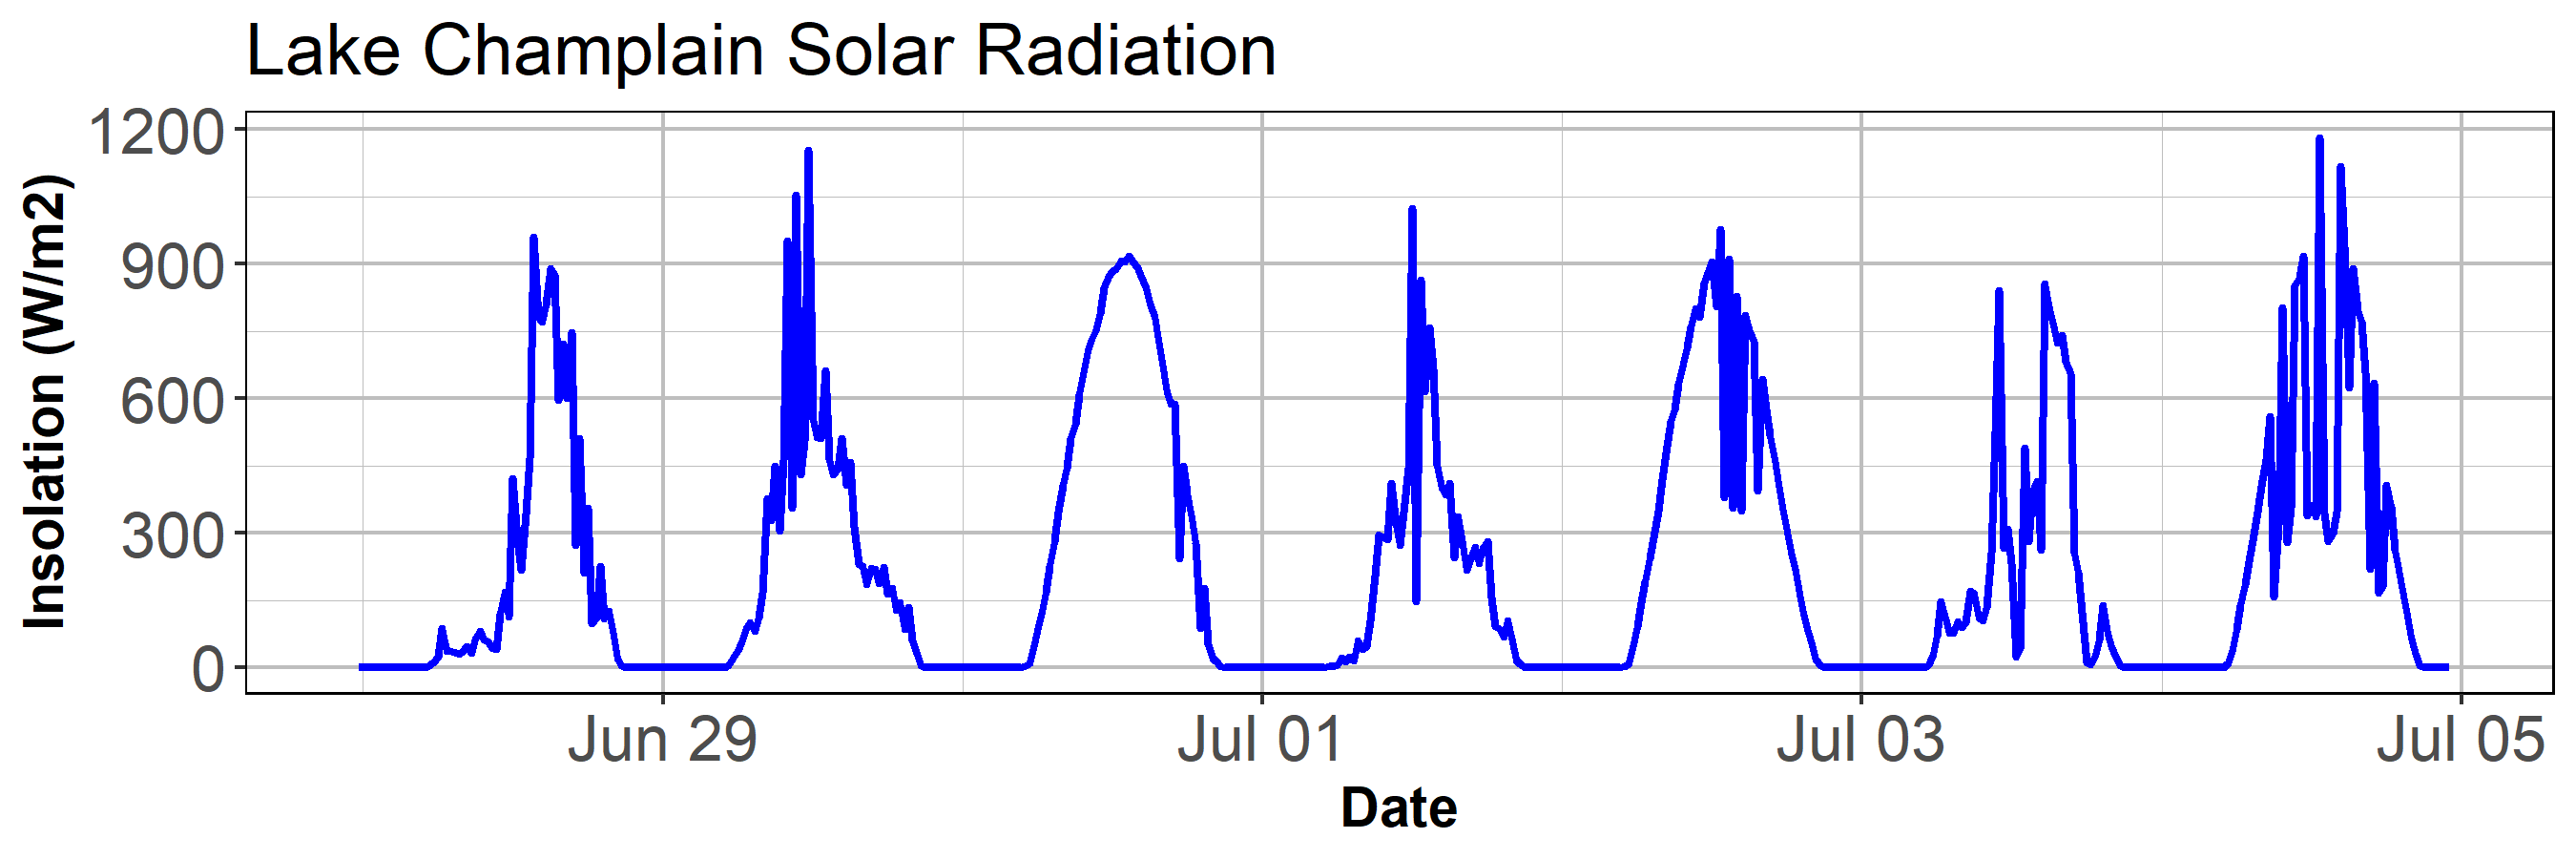 Lake Champlain Solar Radiation
Insolation (W/m2)
1200
900
600
300
0
Jun 29
Jul 01
Jul 03
Jul 05
Date